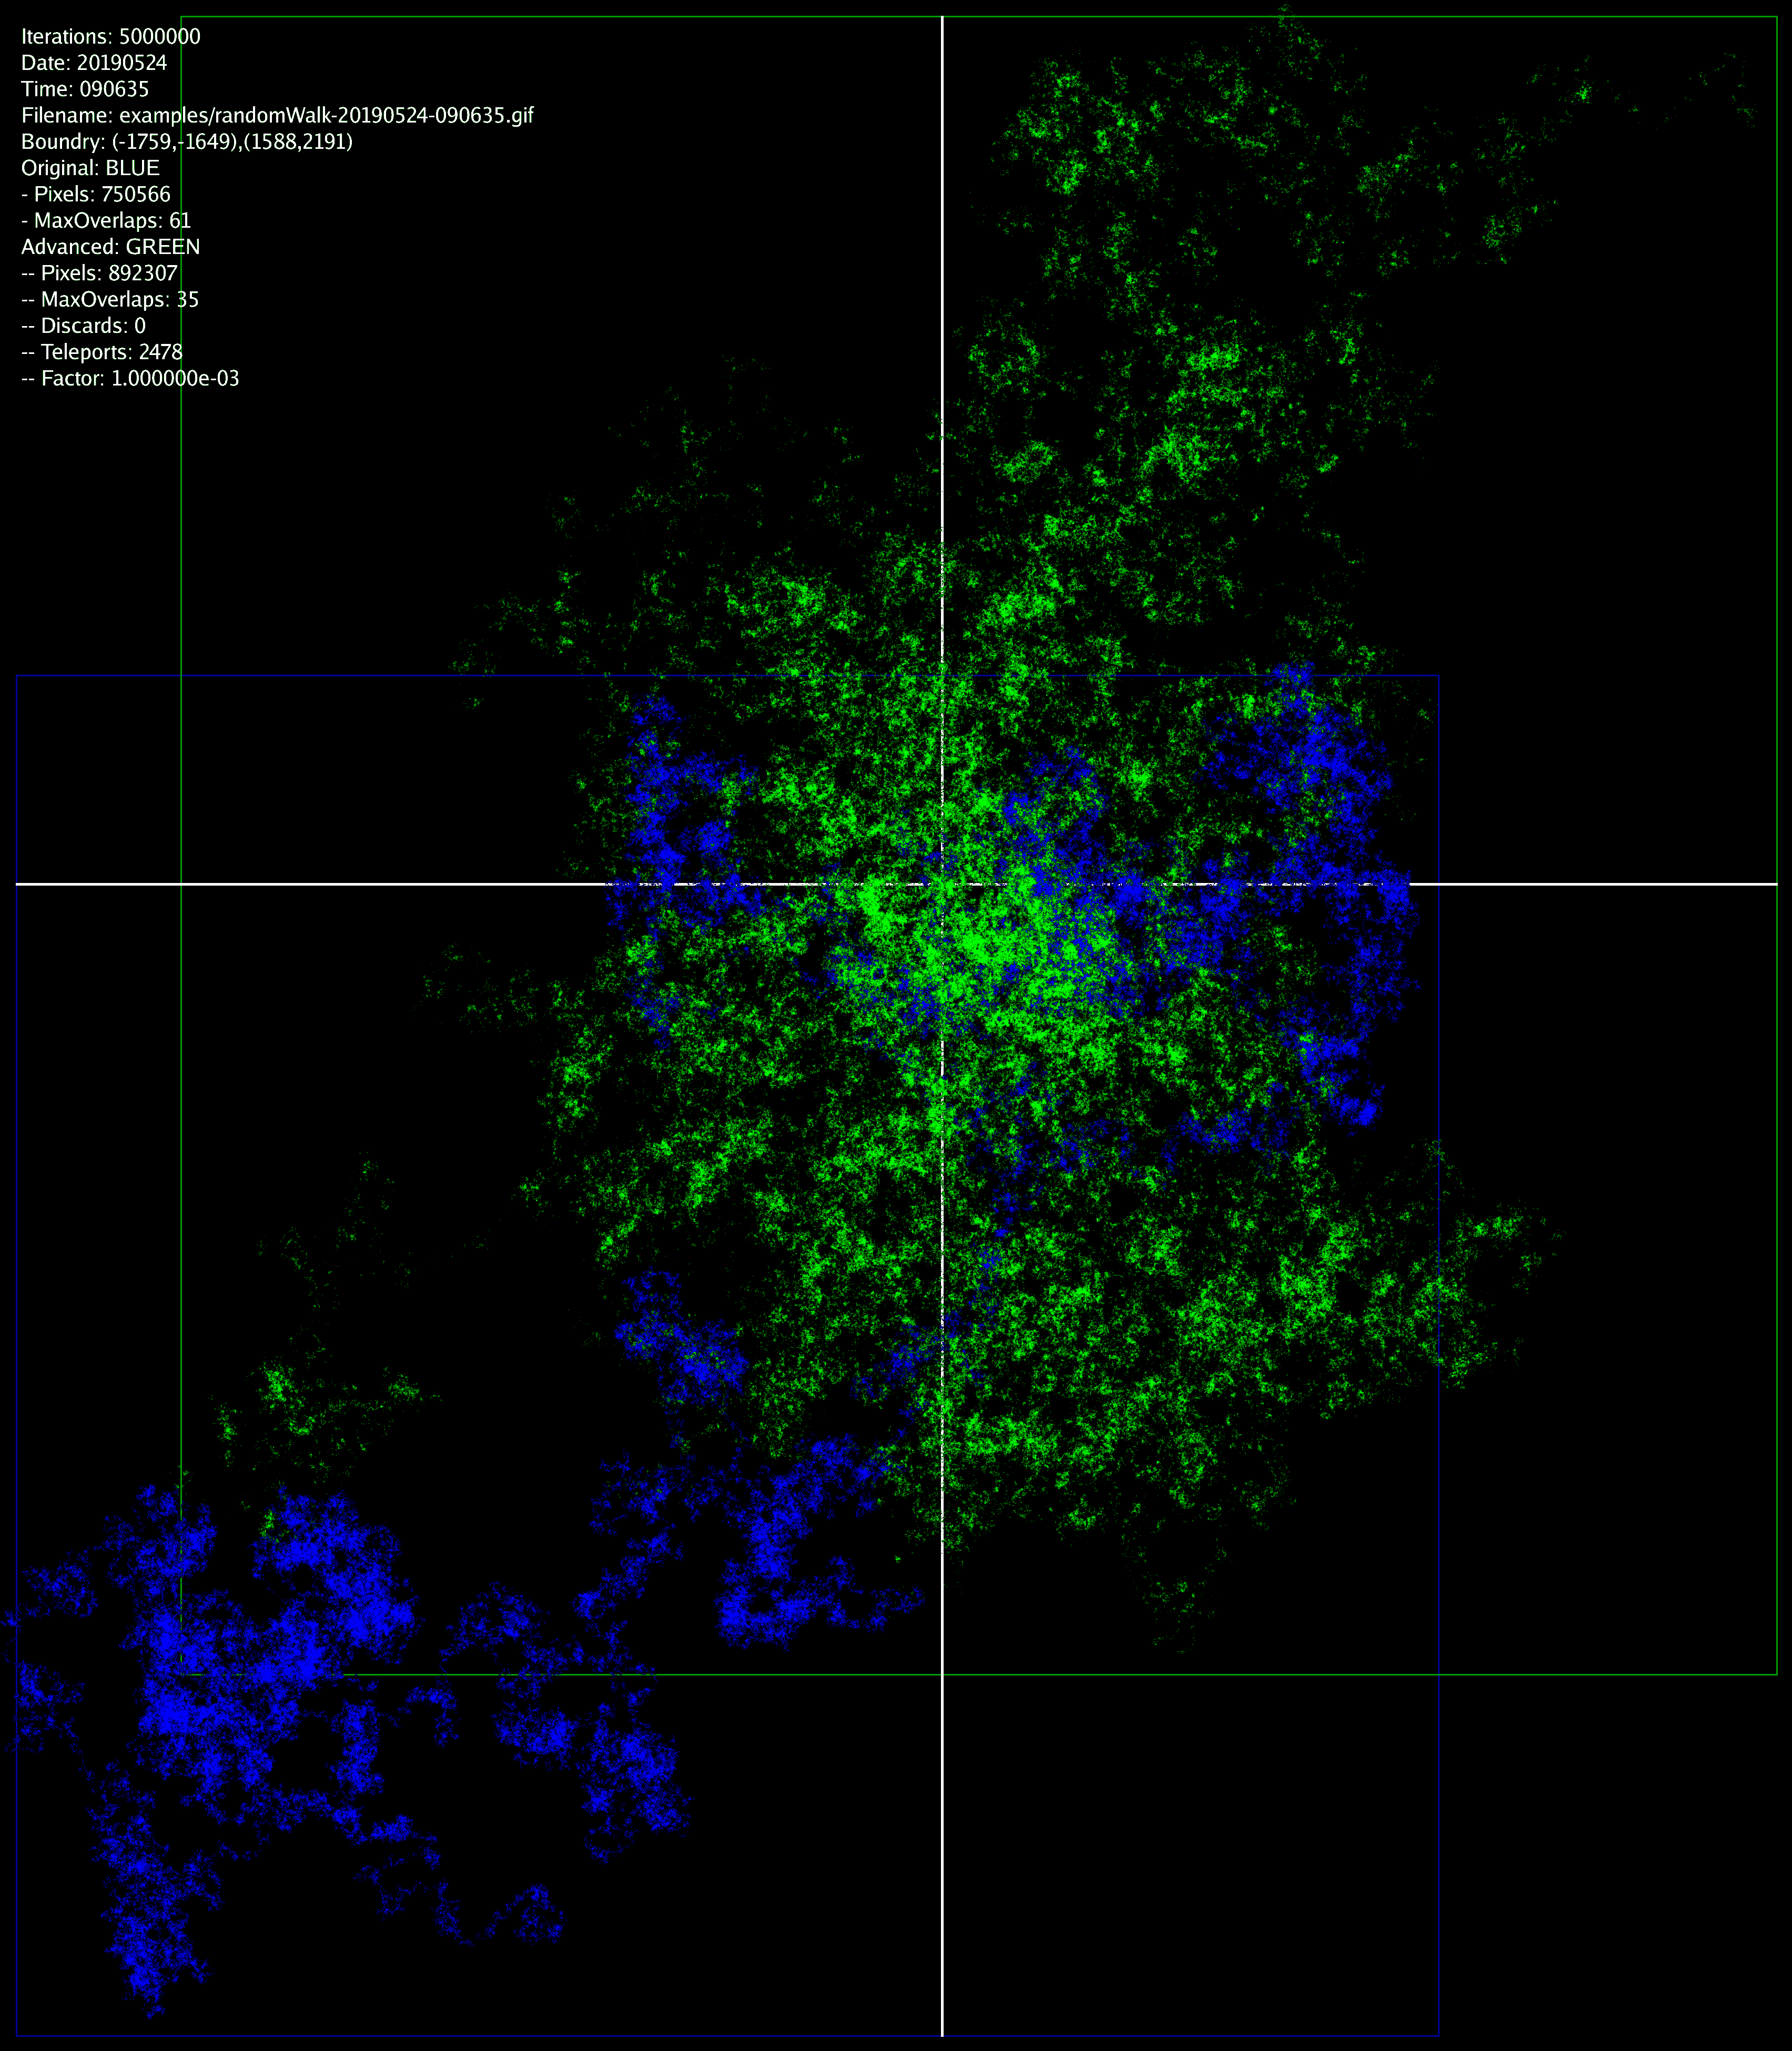 Iterations: 5000000
Date: 20190524
Time: 090635
Filename: examples/randomWalk-20190524-090635.gif
Boundry: (-1759,-1649),(1588,2191)
Original: BLUE
- Pixels: 750566
- MaxOverlaps: 61
Advanced: GREEN
-- Pixels: 892307
-- MaxOverlaps: 35
-- Discards: 0
-- Teleports: 2478
-- Factor: 1.000000e-03